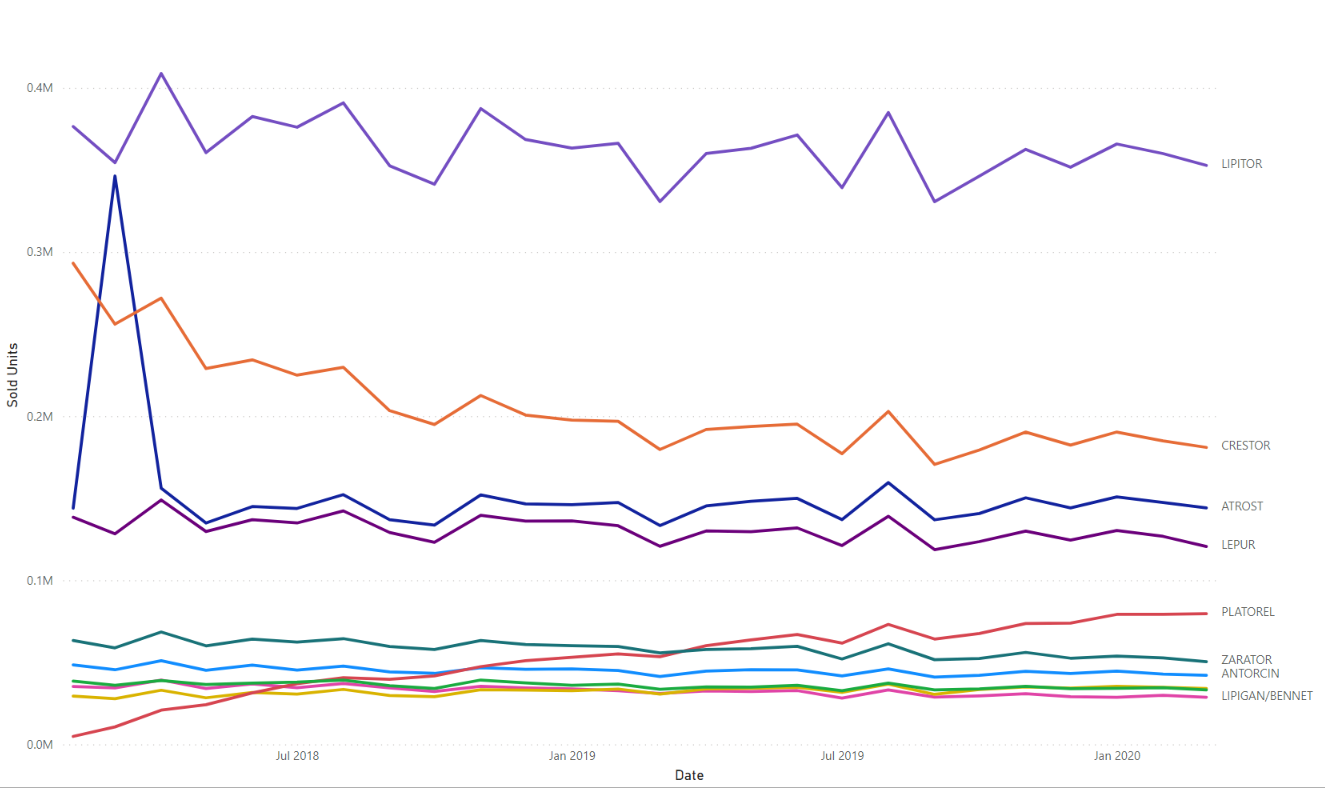 0.4M
LIPITOR
0.3M
Sold Units
0.2M
CRESTOR
ATROST
LEPUR
0.1M
PLATOREL
ZARATOR
ANTORCIN
LIPIGAN/BENNET
0.0M
Jul 2018
Jan 2019
Jul 2019
Jan 2020
Date